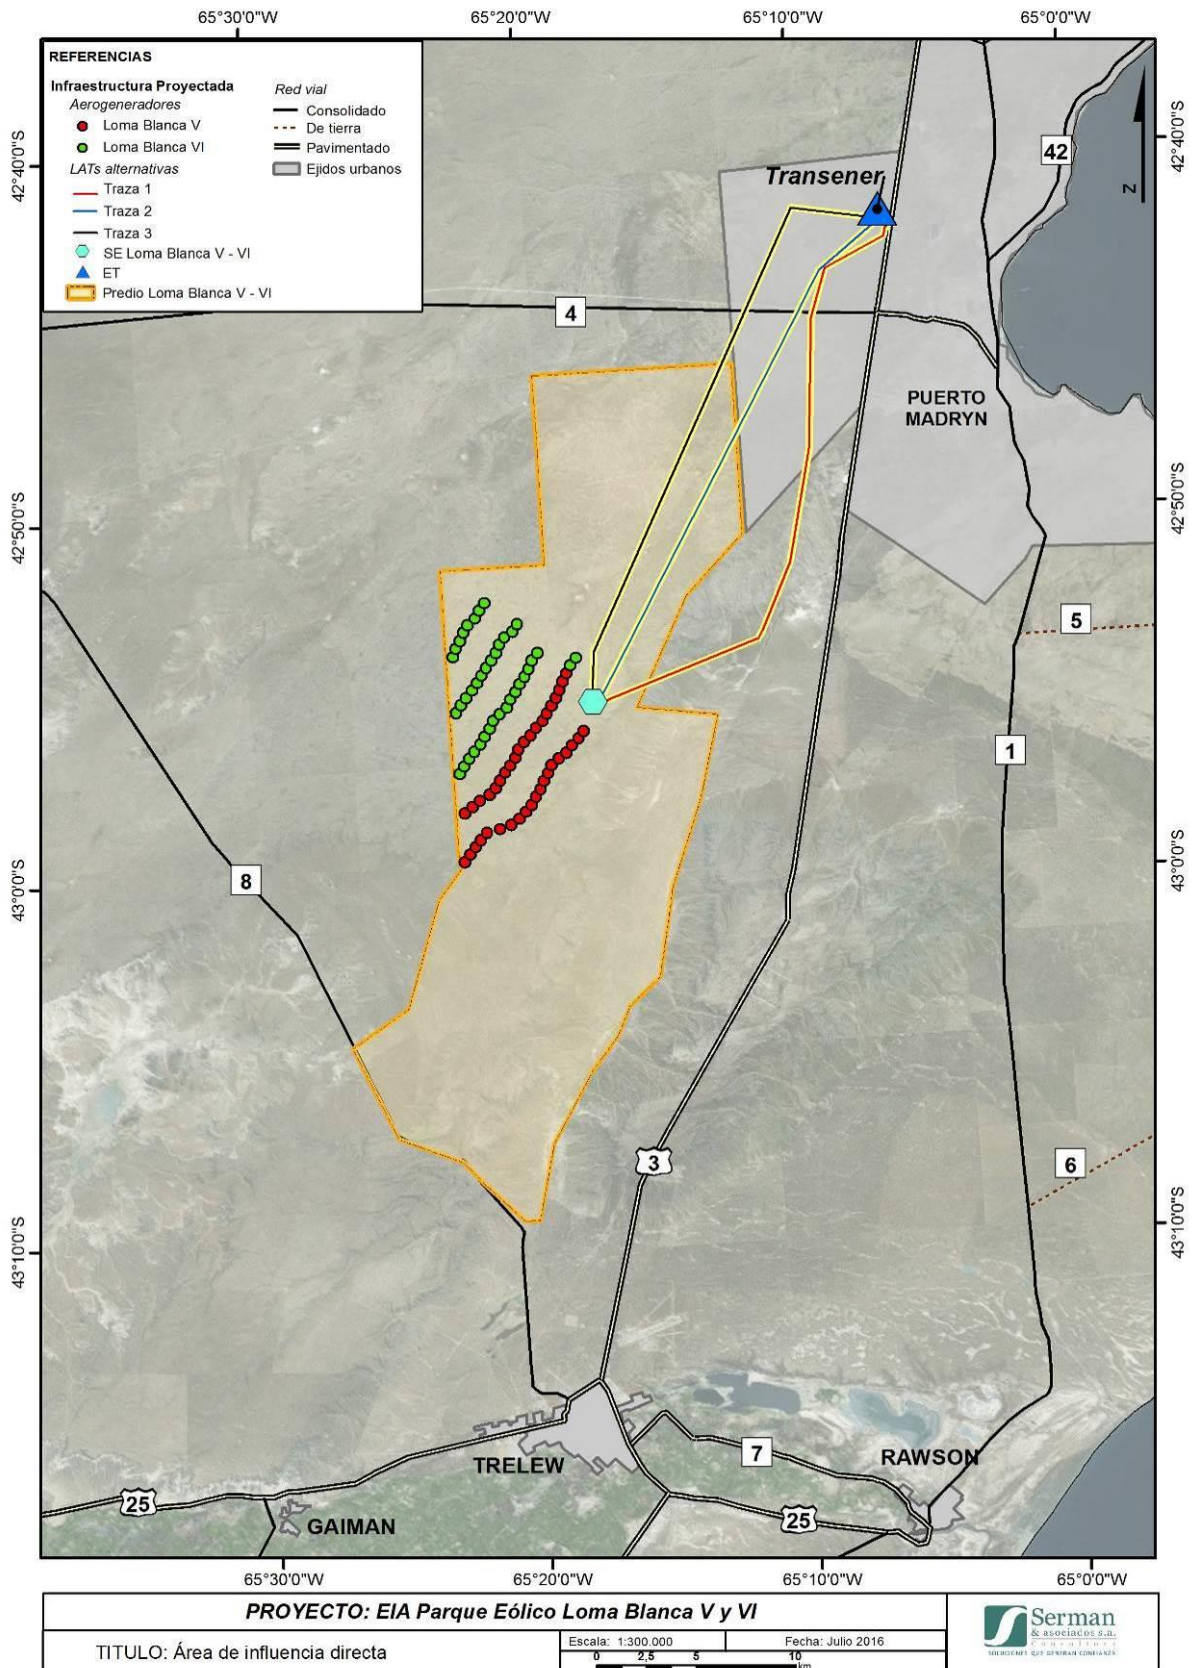 65°30'0"W 65°20'0"W 65°10'0"W 65°0'0"W
REFERENCIAS
Infraestructura Proyectada
Aerogeneradores
Loma Blanca V
Loma Blanca VI
LATs alternativas
Traza 1
Traza 2
Traza 3
SE Loma Blanca V - VI
ET
Predio Loma Blanca V - VI
Red vial
Consolidado
De tierra
Pavimentado
Ejidos urbanos
42°40'0"S
42°40'0"S
42
N
Transener
4
PUERTO
MADRYN
42°50'0"S
42°50'0"S
5
1
8
43°0'0"S
43°0'0"S
3
6
43°10'0"S
43°10'0"S
TRELEW
7
RAWSON
25
GAIMAN
25
65°30'0"W 65°20'0"W 65°10'0"W 65°0'0"W
PROYECTO: EIA Parque Eólico Loma Blanca V y VI
TITULO: Área de influencia directa
Escala: 1:300.000
Fecha: Julio 2016
0 2,5 5 10
km
Serman
& asociados s.a.
Consultora
SOLUCIONES QUE GENERAN CONFIANZA